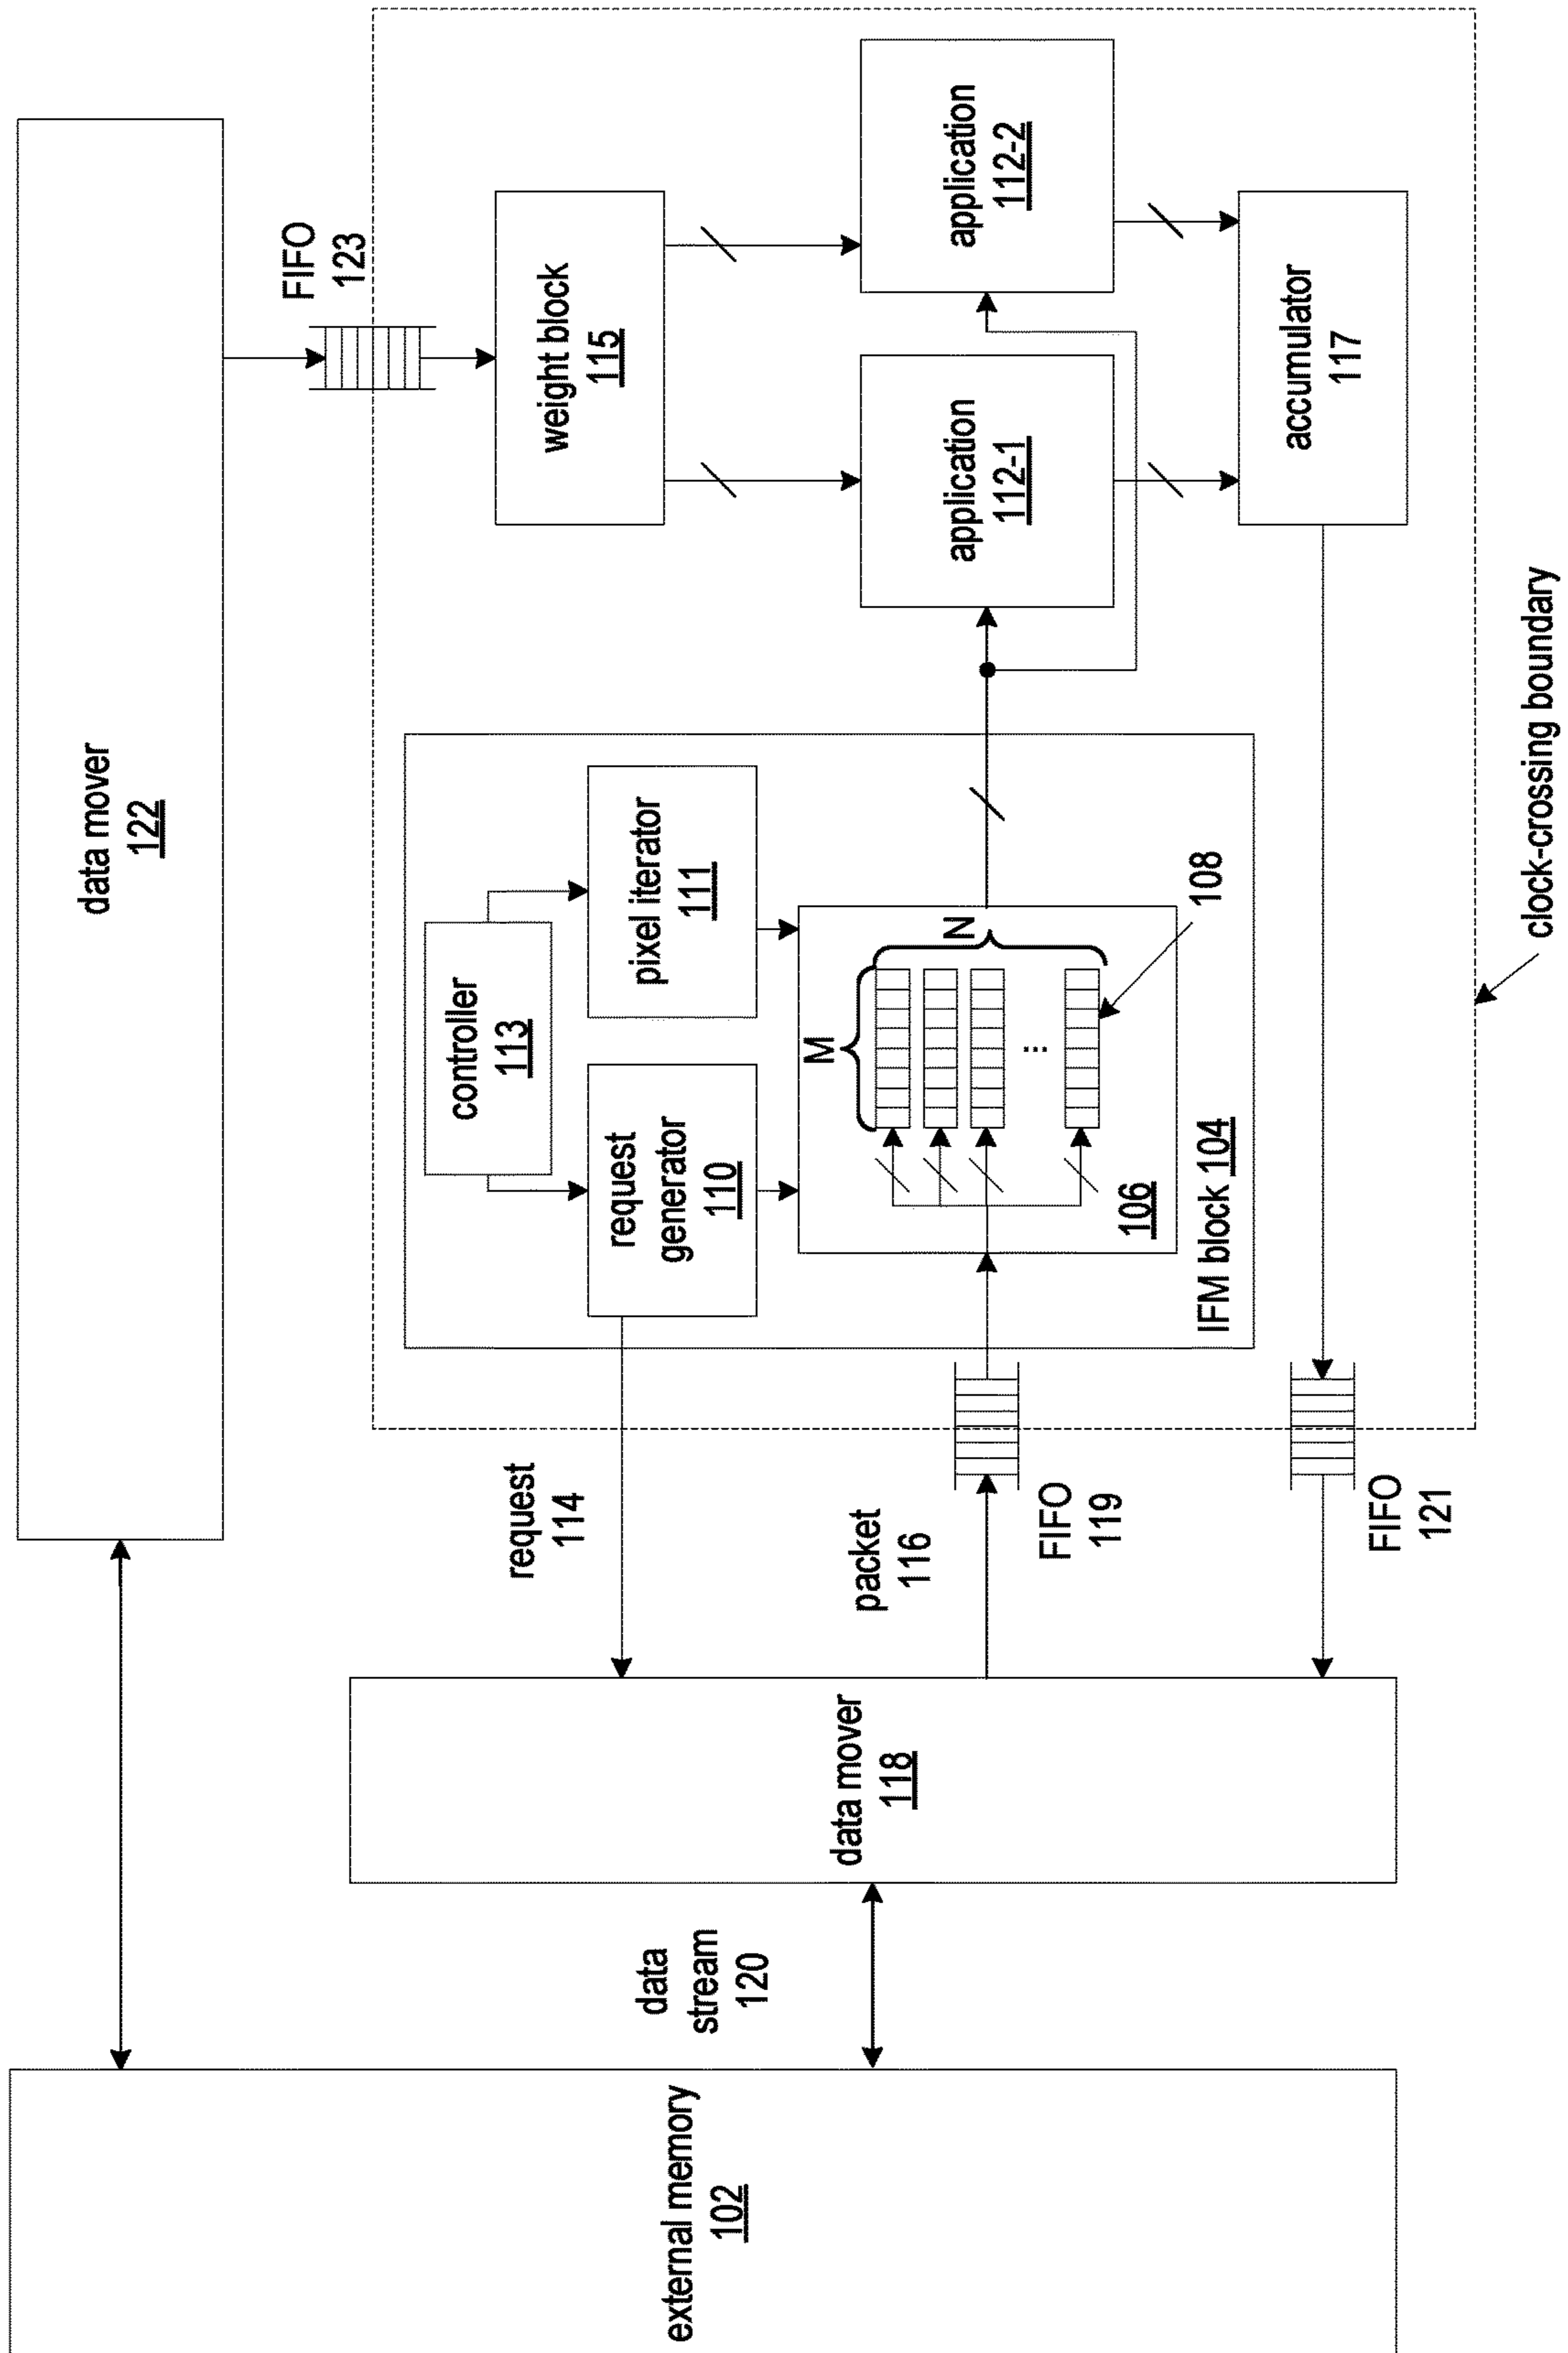 data mover
122
FIFO
123
weight block
115
application
112-1
application
112-2
accumulator
117
controller
113
request
generator
110
pixel iterator
111
M
N
...
106
108
IFM block 104
request
114
packet
116
FIFO
119
FIFO
121
data mover
118
data
stream
120
external memory
102
clock-crossing boundary